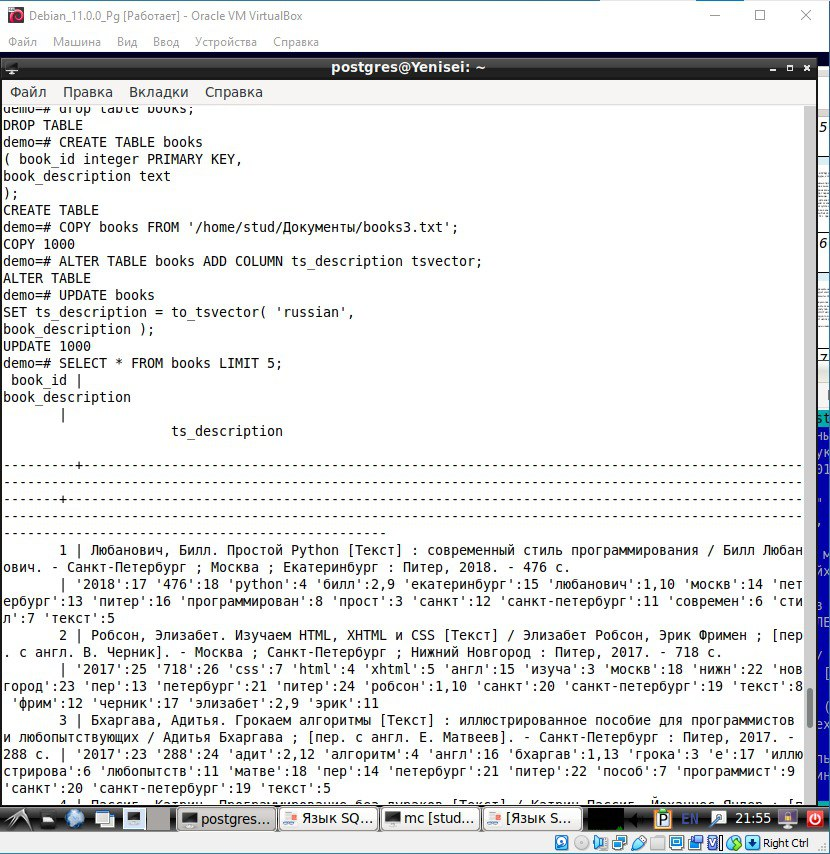 Debian_11.0.0_Pg [Работает] - Oracle VM VirtualBox
Файл Машина Вид Ввод Устройства Справка
postgres@Yenisei: ~
Файл Правка Вкладки Справка
demo=# drop table books;
DROP TABLE
demo=# CREATE TABLE books
( book_id integer PRIMARY KEY,
book_description text
);
CREATE TABLE
demo=# COPY books FROM '/home/stud/Документы/books3.txt';
COPY 1000
demo=# ALTER TABLE books ADD COLUMN ts_description tsvector;
ALTER TABLE
demo=# UPDATE books
SET ts_description = to_tsvector( 'russian',
book_description );
UPDATE 1000
demo=# SELECT * FROM books LIMIT 5;
book_id |
book_description
|
ts_description
1 | Любанович, Билл. Простой Python [Текст] : современный стиль программирования / Билл Любан
ович. - Санкт-Петербург ; Москва ; Екатеринбург : Питер, 2018. - 476 с.
| '2018':17 '476':18 'python':4 'билл':2,9 'екатеринбург':15 'любанович':1,10 'москв':14 'пет
ербург':13 'питер':16 'программирован':8 'прост':3 'санкт':12 'санкт-петербург':11 'современ':6 'сти
л':7 'текст':5
2 | Робсон, Элизабет. Изучаем HTML, XHTML и CSS [Текст] / Элизабет Робсон, Эрик Фримен ; [пер
. с англ. В. Черник]. - Москва ; Санкт-Петербург ; Нижний Новгород : Питер, 2017. - 718 с.
| '2017':25 '718':26 'css':7 'html':4 'xhtml':5 'англ':15 'изуча':3 'москв':18 'нижн':22 'нов
город':23 'пер':13 'петербург':21 'питер':24 'робсон':1,10 'санкт':20 'санкт-петербург':19 'текст':8
'фрим':12 'черник':17 'элизабет':2,9 'эрик':11
3 | Бхаргава, Адитья. Грокаем алгоритмы [Текст] : иллюстрированное пособие для программистов
и любопытствующих / Адитья Бхаргава ; [пер. с англ. Е. Матвеев]. - Санкт-Петербург : Питер, 2017. -
288 с. | '2017':23 '288':24 'адит':2,12 'алгоритм':4 'англ':16 'бхаргав':1,13 'грока':3 'е':17 'иллю
стрирова':6 'любопытств':11 'матве':18 'пер':14 'петербург':21 'питер':22 'пособ':7 'программист':9
'санкт':20 'санкт-петербург':19 'текст':5
postgres... Язык SQ... mc [stud... [Язык S... EN 21:55
Right Ctrl